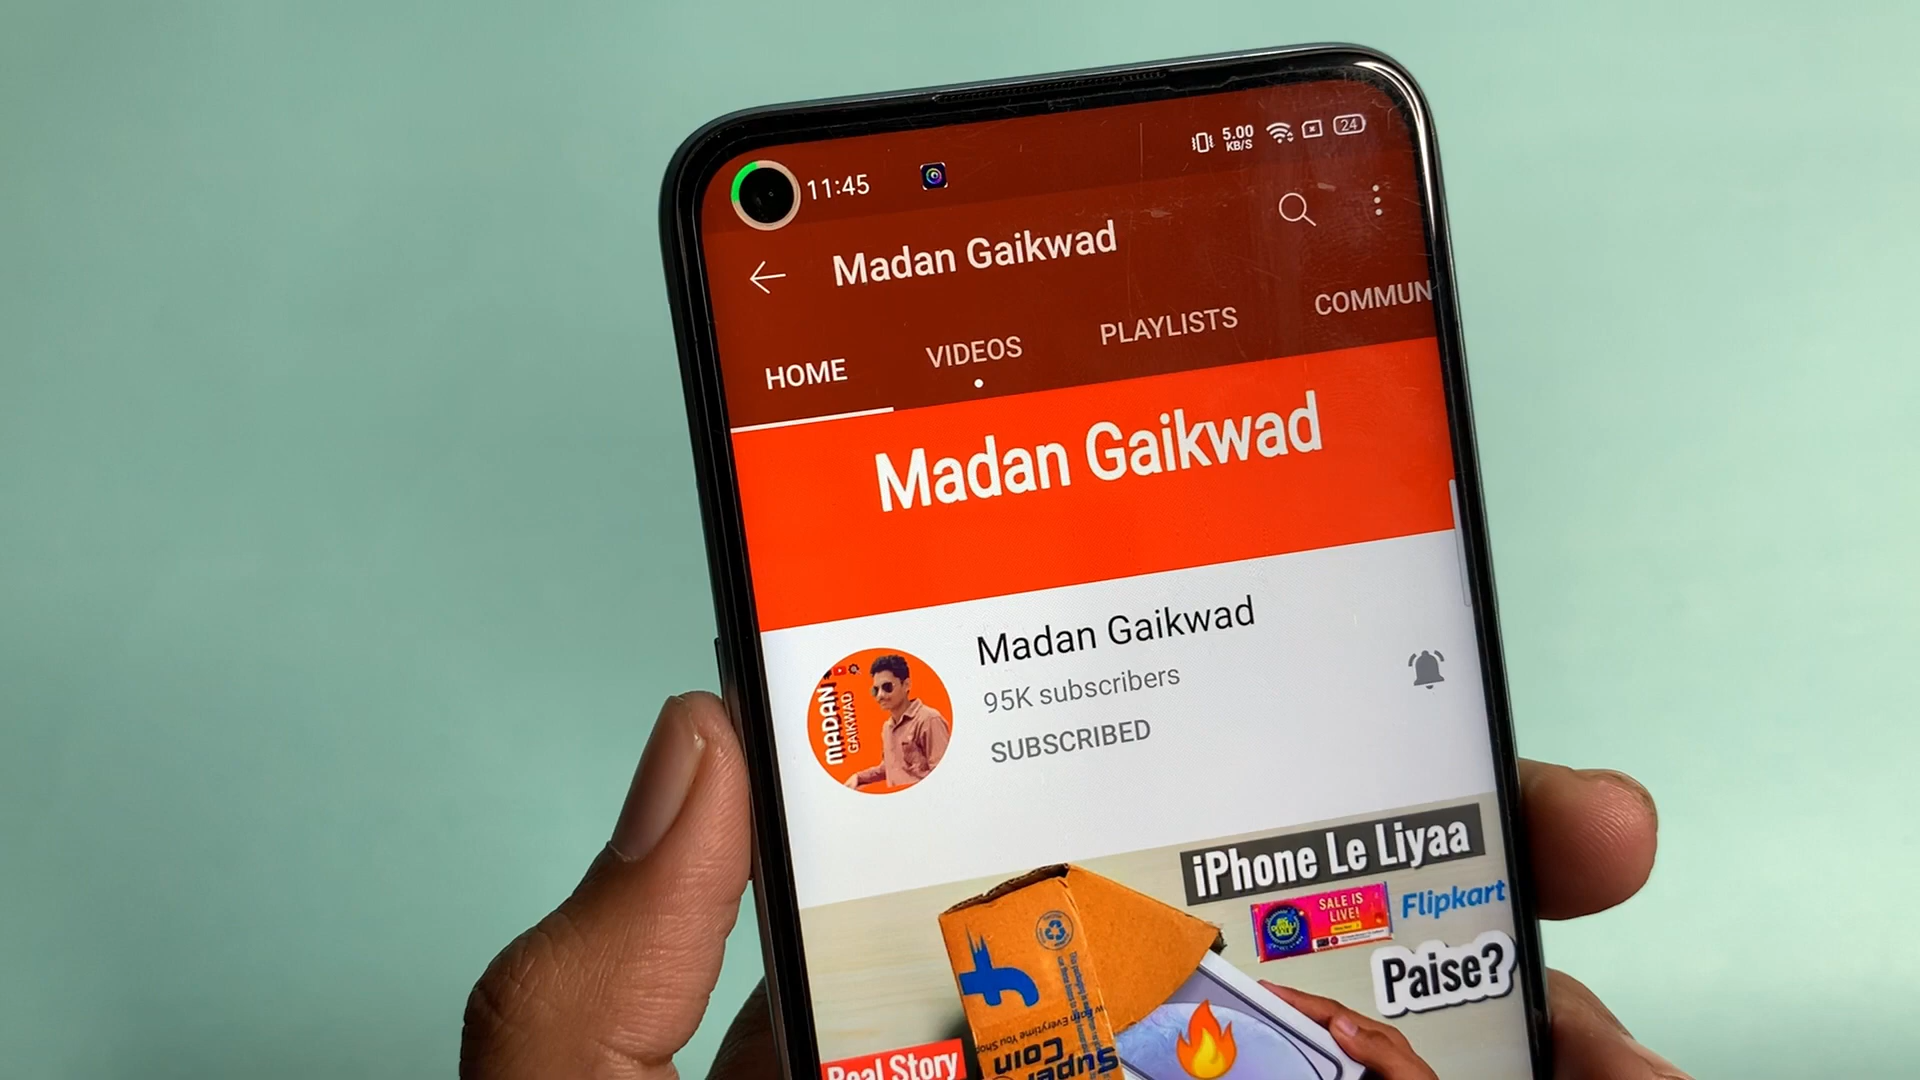 11:45
5.00
KB/S
24
Madan Gaikwad
HOME
VIDEOS
PLAYLISTS
COMMUN
Madan Gaikwad
MADAN
GAIKWAD
Madan Gaikwad
95K subscribers
SUBSCRIBED
iPhone Le Liyaa
SALE IS
LIVE!
Flipkart
Paise?
Real Story
Super
Coin